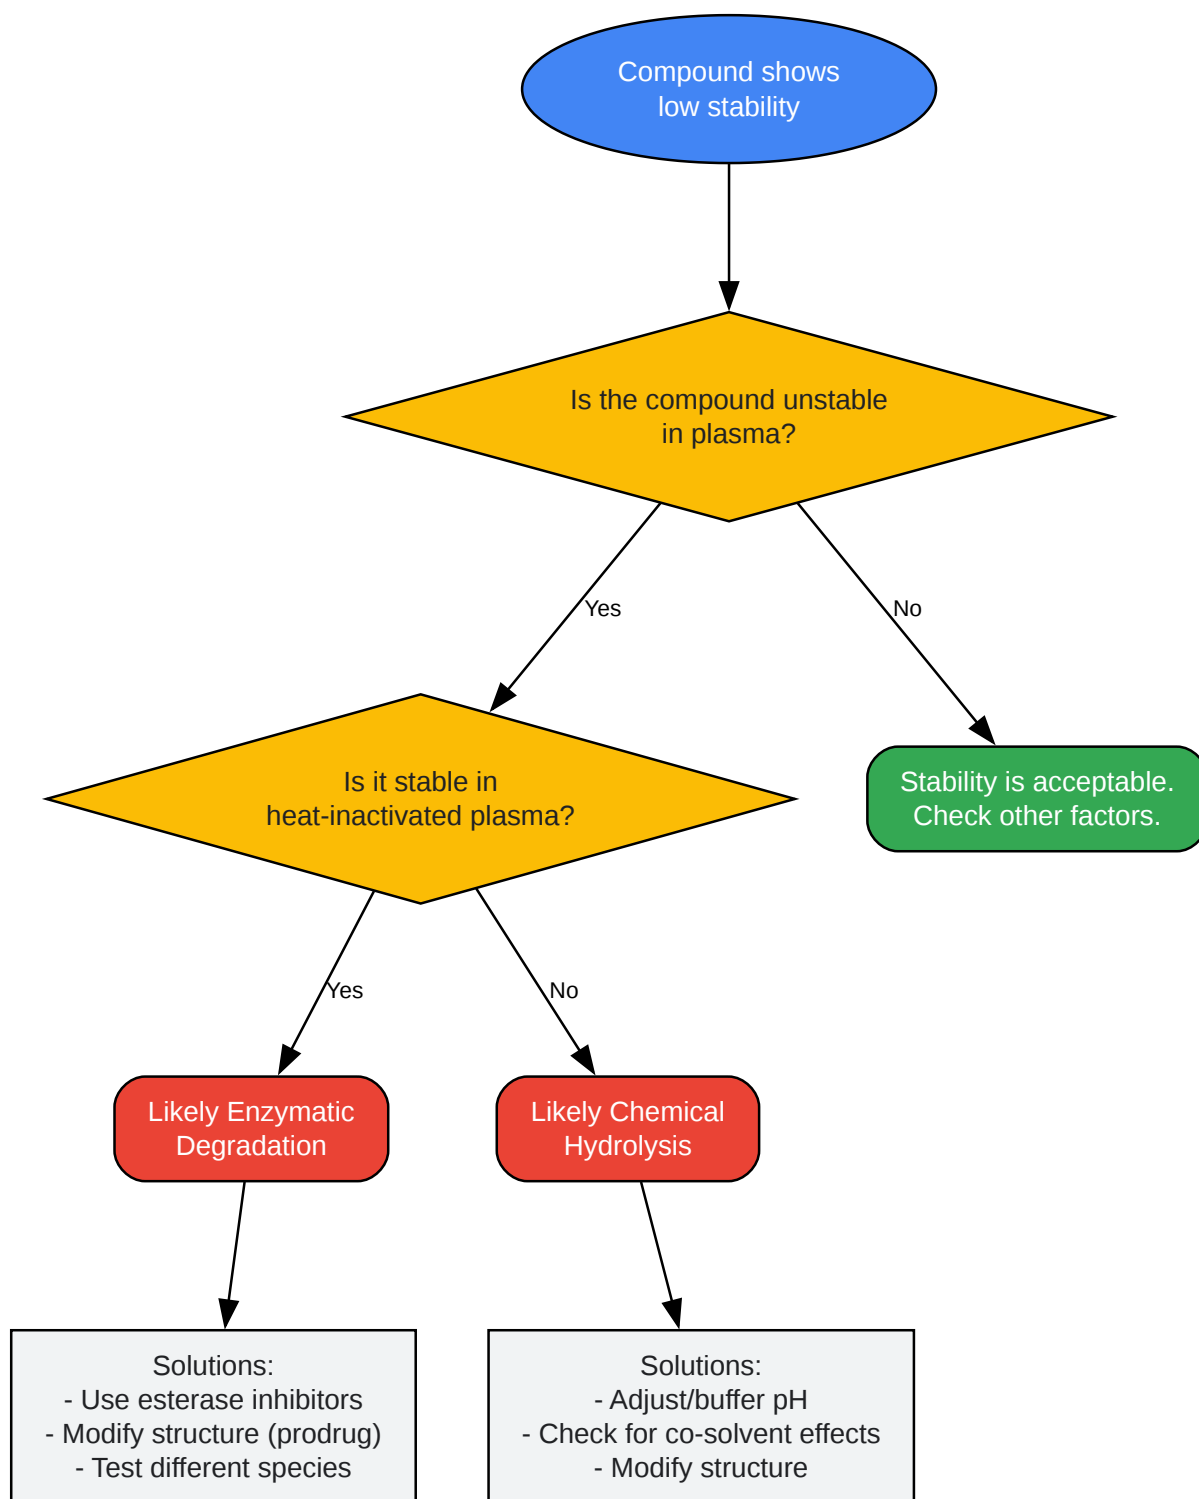 Compound shows
low stability
Is the compound unstable
in plasma?
Yes
No
Is it stable in
heat-inactivated plasma?
Stability is acceptable.
Check other factors.
Yes
No
Likely Enzymatic
Degradation
Likely Chemical
Hydrolysis
Solutions:
- Use esterase inhibitors
- Modify structure (prodrug)
- Test different species
Solutions:
- Adjust/buffer pH
- Check for co-solvent effects
- Modify structure